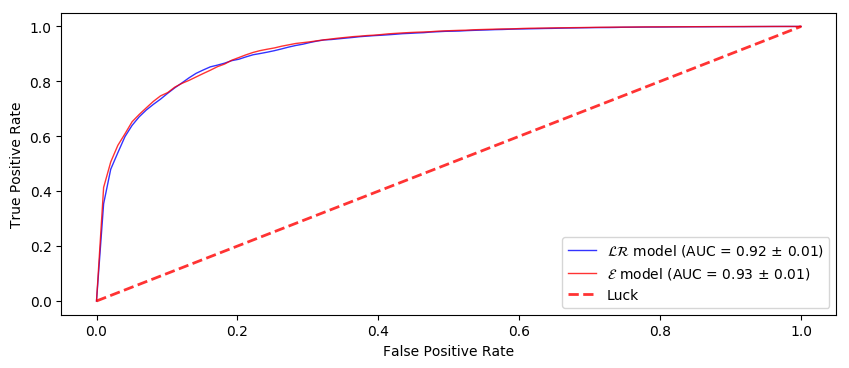 1.0
0.8
0.6
0.4
0.2
0.0
True Positive Rate
0.0 0.2 0.4 0.6 0.8 1.0
False Positive Rate
ℒℛ model (AUC = 0.92 ± 0.01)
ℰ model (AUC = 0.93 ± 0.01)
Luck